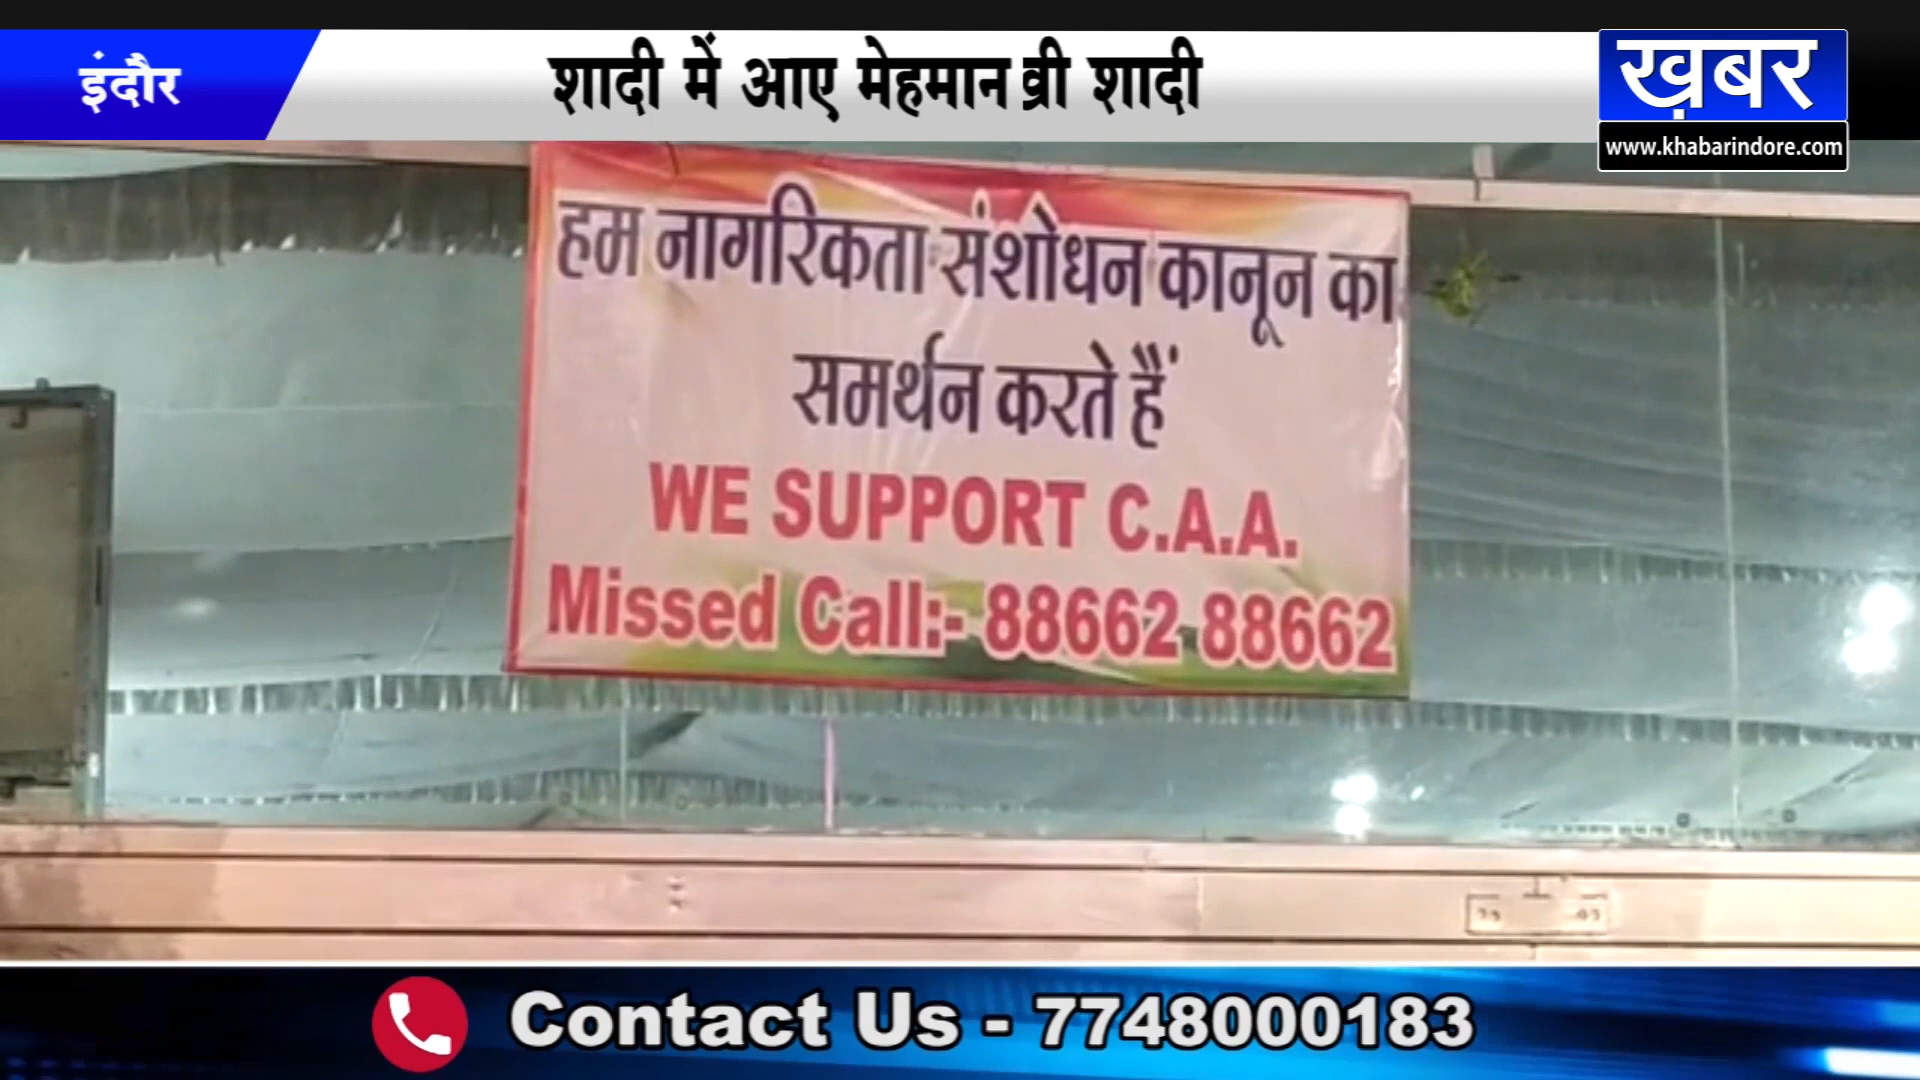 इंदौर
शादी में आए मेहमान
शादी
ख़बर
www.khabarindore.com
हम नागरिकता संशोधन कानून का
समर्थन करते हैं
WE SUPPORT C.A.A.
Missed Call:- 88662 88662
Contact Us - 7748000183